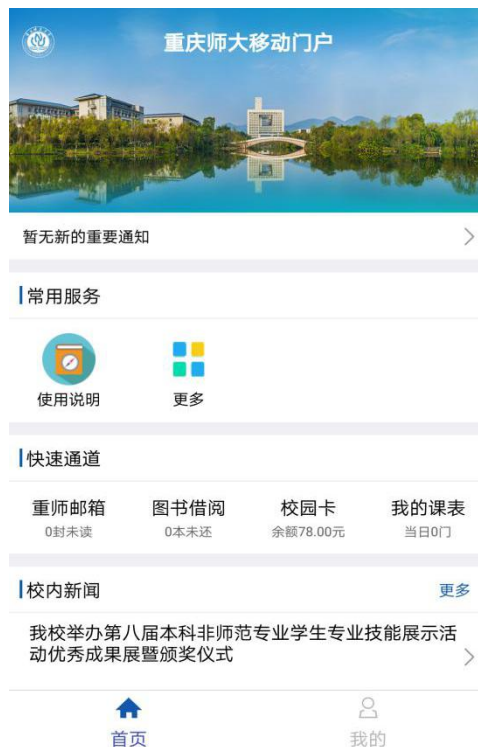 重庆师大移动门户
暂无新的重要通知
常用服务
使用说明 更多
快速通道
重师邮箱 图书借阅 校园卡 我的课表
0封未读 0本未还 余额78.00元 当日0门
校内新闻 更多
我校举办第八届本科非师范专业学生专业技能展示活
动优秀成果展暨颁奖仪式
首页 我的